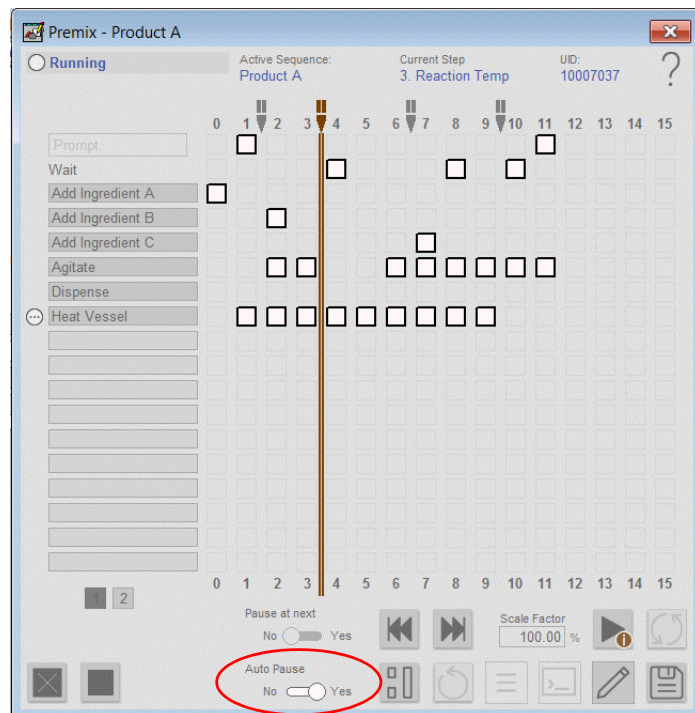 Premix - Product A
Running
Active Sequence:
Product A
Current Step
3. Reaction Temp
UID:
10007037
?
0 1 2 3 4 5 6 7 8 9 10 11 12 13 14 15
Prompt
Wait
Add Ingredient A
Add Ingredient B
Add Ingredient C
Agitate
Dispense
Heat Vessel
0 1 2 3 4 5 6 7 8 9 10 11 12 13 14 15
1 2
Pause at next
No Yes
Scale Factor
100.00 %
Auto Pause
No Yes